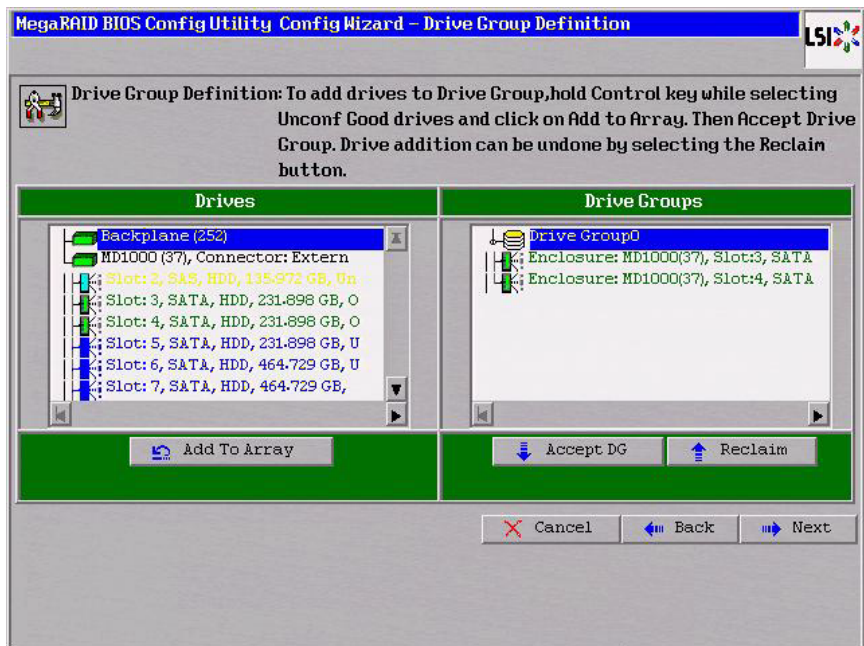 MegaRAID BIOS Config Utility Config Wizard – Drive Group Definition
LSI
Drive Group Definition: To add drives to Drive Group,hold Control key while selecting
Unconf Good drives and click on Add to Array. Then Accept Drive
Group. Drive addition can be undone by selecting the Reclaim
button.
Drives
Backplane (252)
MD1000 (37), Connector: Extern
Slot: 2, SAS, HDD, 135.972 GB, Un
Slot: 3, SATA, HDD, 231.898 GB, O
Slot: 4, SATA, HDD, 231.898 GB, O
Slot: 5, SATA, HDD, 231.898 GB, U
Slot: 6, SATA, HDD, 464.729 GB, U
Slot: 7, SATA, HDD, 464.729 GB,
Add To Array
Drive Groups
Drive Group0
Enclosure: MD1000(37), Slot:3, SATA
Enclosure: MD1000(37), Slot:4, SATA
Accept DG
Reclaim
Cancel
Back
Next